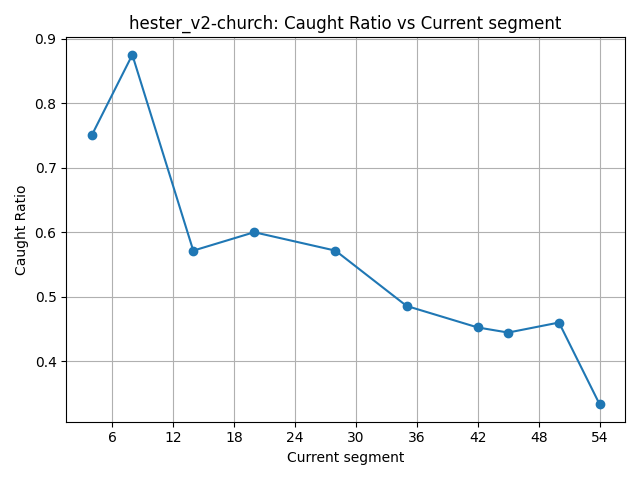 hester_v2-church: Caught Ratio vs Current segment
0.9
0.8
0.7
0.6
0.5
0.4
Caught Ratio
6 12 18 24 30 36 42 48 54
Current segment